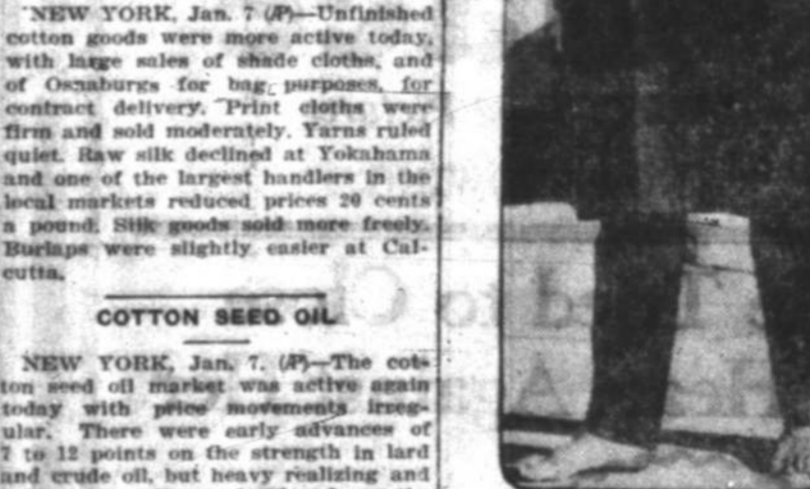 NEW YORK, Jan. 7 (AP)—Unfinished
cotton goods were more active today,
with large sales of shade cloths, and
of Osnaburgs for bag purposes, for
contract delivery. Print cloths were
firm and sold moderately. Yarns ruled
quiet. Raw silk declined at Yokahama
and one of the largest handlers in the
local markets reduced prices 20 cents
a pound. Silk goods sold more freely.
Burlaps were slightly easier at Cal-
cutta.
COTTON SEED OIL
NEW YORK, Jan. 7. (AP)—The cot-
ton seed oil market was active again
today with price movements irreg-
ular. There were early advances of
7 to 12 points on the strength in lard
and crude oil, but heavy realizing and